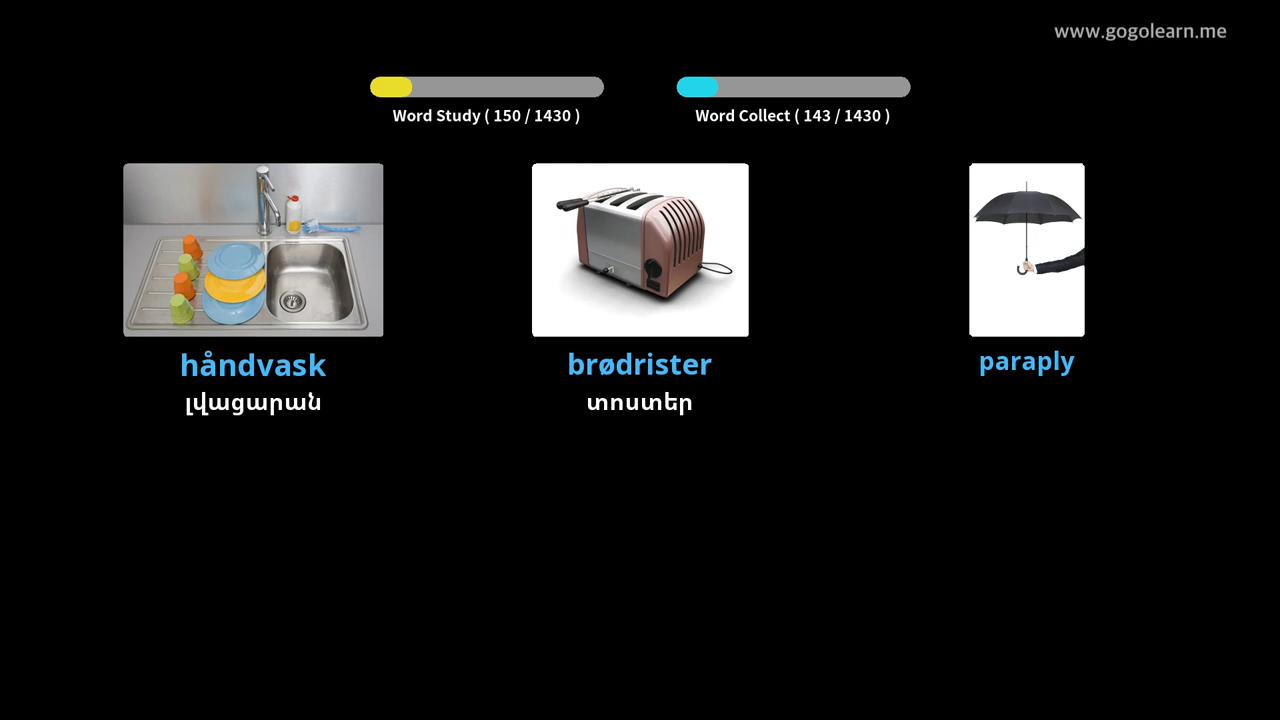 www.gogolearn.me
Word Study ( 150 / 1430 )
Word Collect ( 143 / 1430 )
håndvask
լվացարան
brødrister
տոստեր
paraply